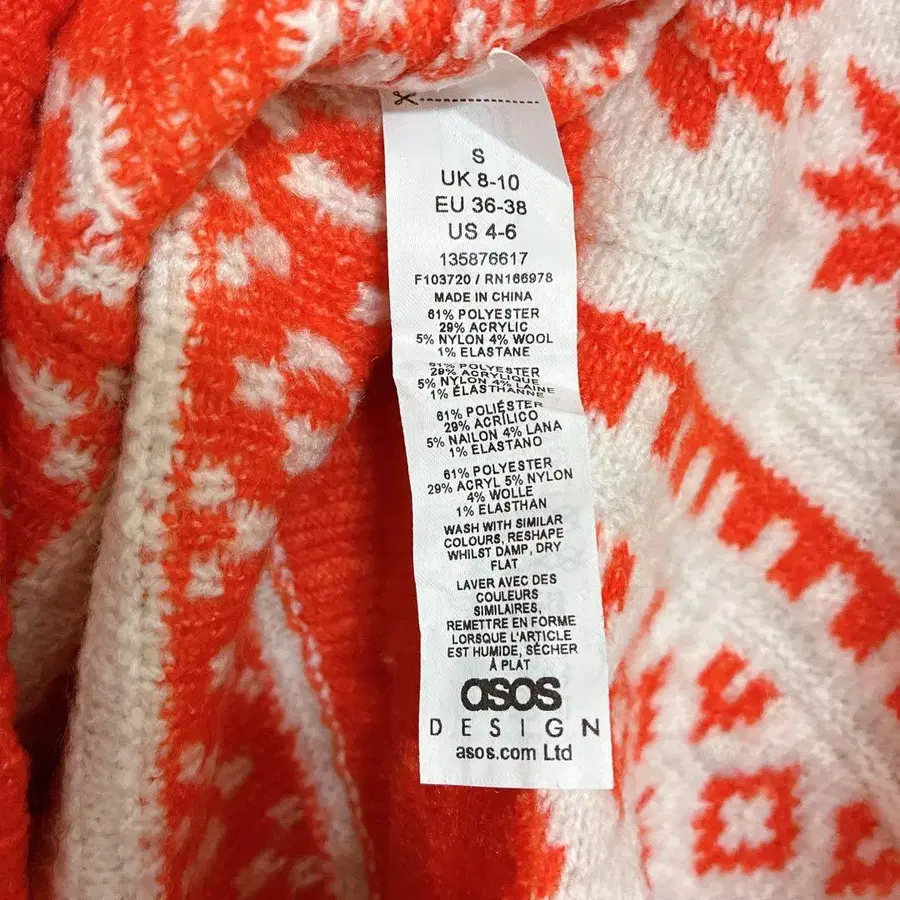 S
UK 8-10
EU 36-38
US 4-6
135876617
F103720 / RN166978
MADE IN CHINA
61% POLYESTER
29% ACRYLIC
5% NYLON 4% WOOL
1% ELASTANE
61% POLYESTER
29% ACRYLIQUE
5% NYLON 4% LAINE
1% ÉLASTHANNE
61% POLIÉSTER
29% ACRÍLICO
5% NAILON 4% LANA
1% ELASTANO
61% POLYESTER
29% ACRYL 5% NYLON
4% WOLLE
1% ELASTHAN
WASH WITH SIMILAR
COLOURS, RESHAPE
WHILST DAMP, DRY
FLAT
LAVER AVEC DES
COULEURS
SIMILAIRES,
REMETTRE EN FORME
LORSQUE L'ARTICLE
EST HUMIDE, SÉCHER
À PLAT
asos
DESIGN
asos.com Ltd